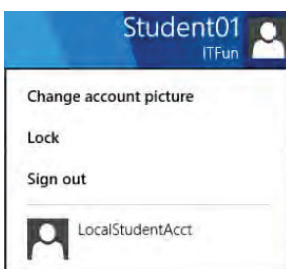 Student01
ITFun
Change account picture
Lock
Sign out
LocalStudentAcct